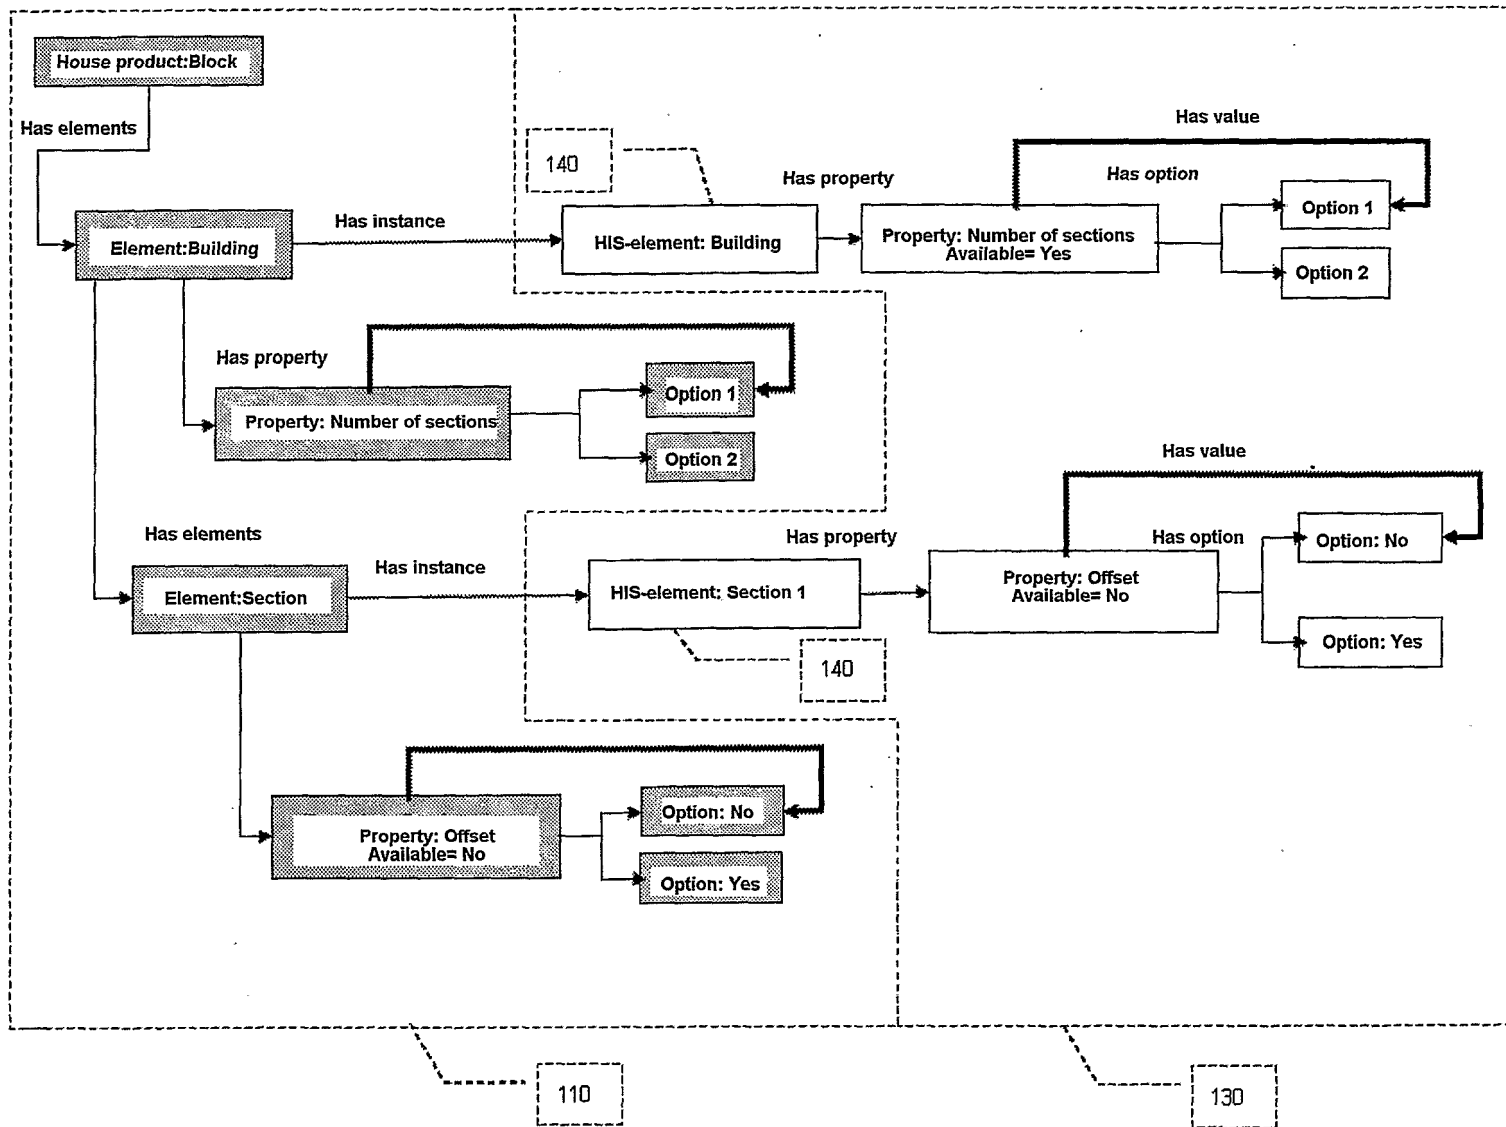 House product:Block
Has elements
Has value
140
Has property
Has option
Has instance
Option 1
Element:Building
HIS-element: Building
Property: Number of sections
Available= Yes
Option 2
Has property
Option 1
Property: Number of sections
Option 2
Has value
Has elements
Has property
Has option
Option: No
Has instance
Property: Offset
Available= No
Element:Section
HIS-element: Section 1
Option: Yes
140
Option: No
Property: Offset
Available= No
Option: Yes
110
130